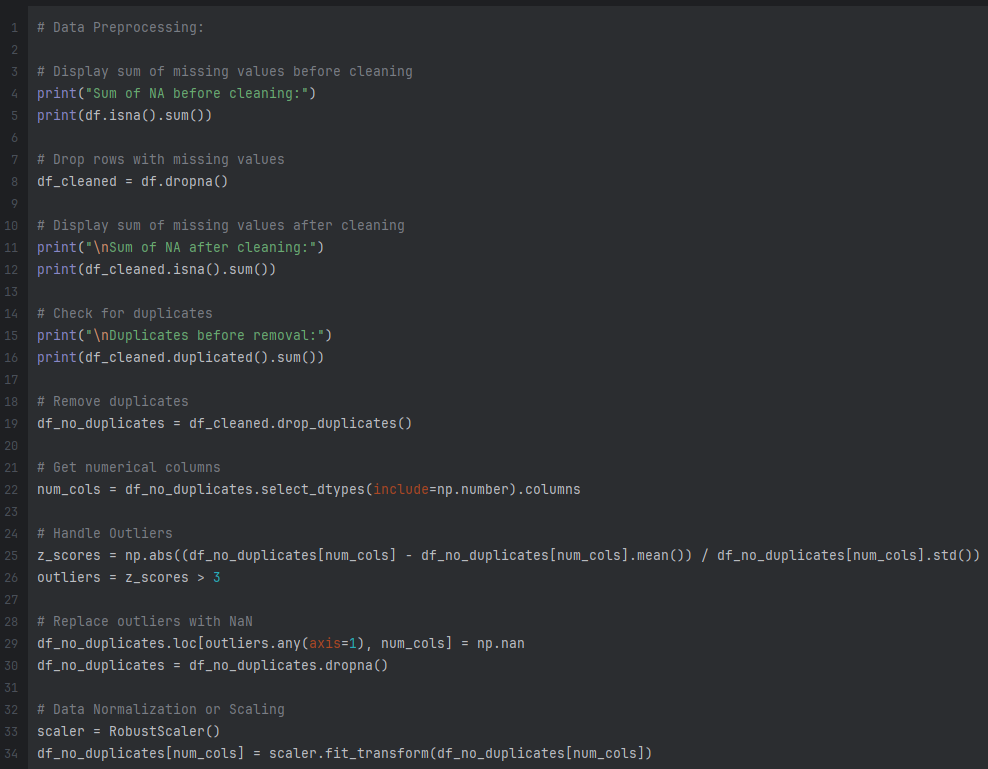 1 # Data Preprocessing:
2
3 # Display sum of missing values before cleaning
4 print("Sum of NA before cleaning:")
5 print(df.isna().sum())
6
7 # Drop rows with missing values
8 df_cleaned = df.dropna()
9
10 # Display sum of missing values after cleaning
11 print("\nSum of NA after cleaning:")
12 print(df_cleaned.isna().sum())
13
14 # Check for duplicates
15 print("\nDuplicates before removal:")
16 print(df_cleaned.duplicated().sum())
17
18 # Remove duplicates
19 df_no_duplicates = df_cleaned.drop_duplicates()
20
21 # Get numerical columns
22 num_cols = df_no_duplicates.select_dtypes(include=np.number).columns
23
24 # Handle Outliers
25 z_scores = np.abs((df_no_duplicates[num_cols] - df_no_duplicates[num_cols].mean()) / df_no_duplicates[num_cols].std())
26 outliers = z_scores > 3
27
28 # Replace outliers with NaN
29 df_no_duplicates.loc[outliers.any(axis=1), num_cols] = np.nan
30 df_no_duplicates = df_no_duplicates.dropna()
31
32 # Data Normalization or Scaling
33 scaler = RobustScaler()
34 df_no_duplicates[num_cols] = scaler.fit_transform(df_no_duplicates[num_cols])